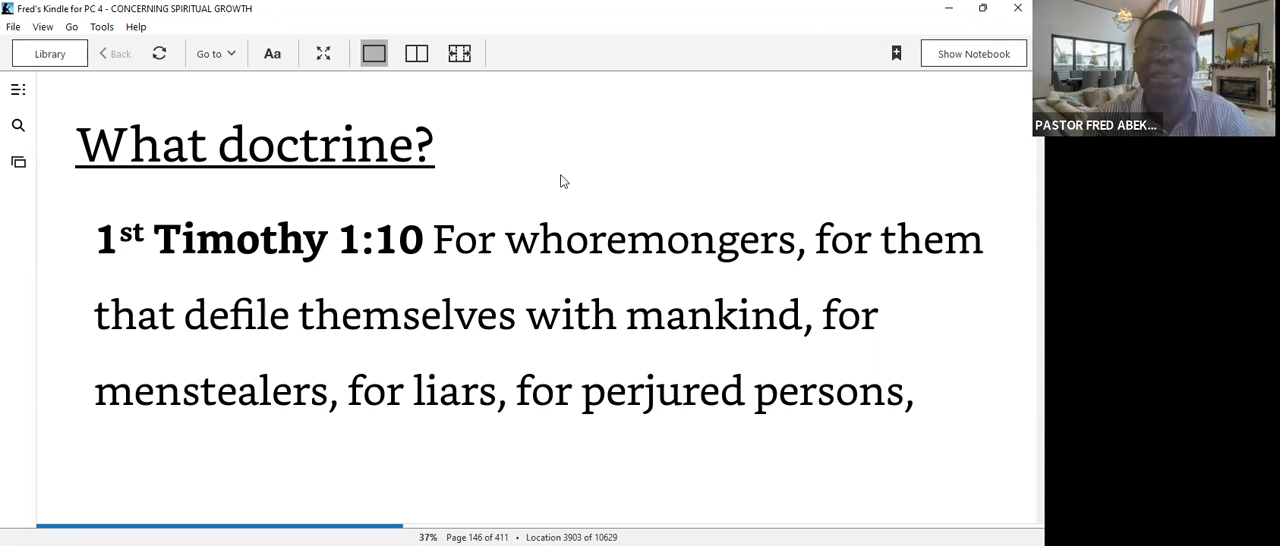 Fred's Kindle for PC 4 - CONCERNING SPIRITUAL GROWTH
File View Go Tools Help
Library Back Go to Aa Show Notebook
PASTOR FRED ABEK...
What doctrine?
1st Timothy 1:10 For whoremongers, for them
that defile themselves with mankind, for
menstealers, for liars, for perjured persons,
37% Page 146 of 411 • Location 3903 of 10629